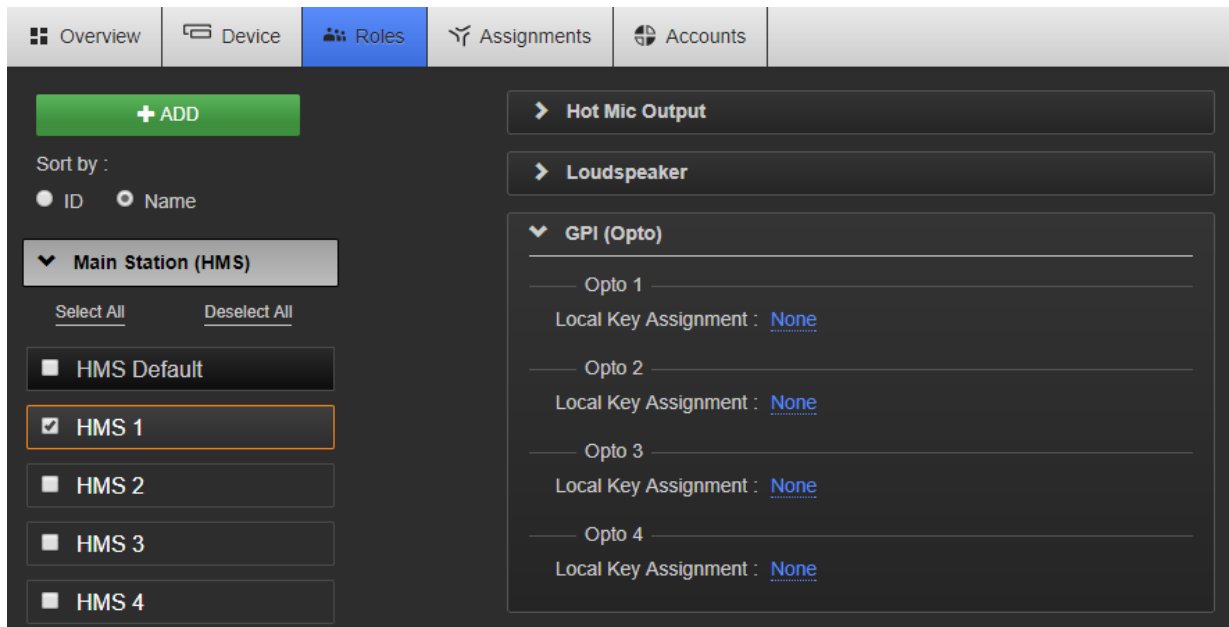 Overview Device Roles Assignments Accounts
ADD
Sort by :
ID Name
Main Station (HMS)
Select All Deselect All
HMS Default
HMS 1
HMS 2
HMS 3
HMS 4
Hot Mic Output
Loudspeaker
GPI (Opto)
Opto 1
Local Key Assignment : None
Opto 2
Local Key Assignment : None
Opto 3
Local Key Assignment : None
Opto 4
Local Key Assignment : None